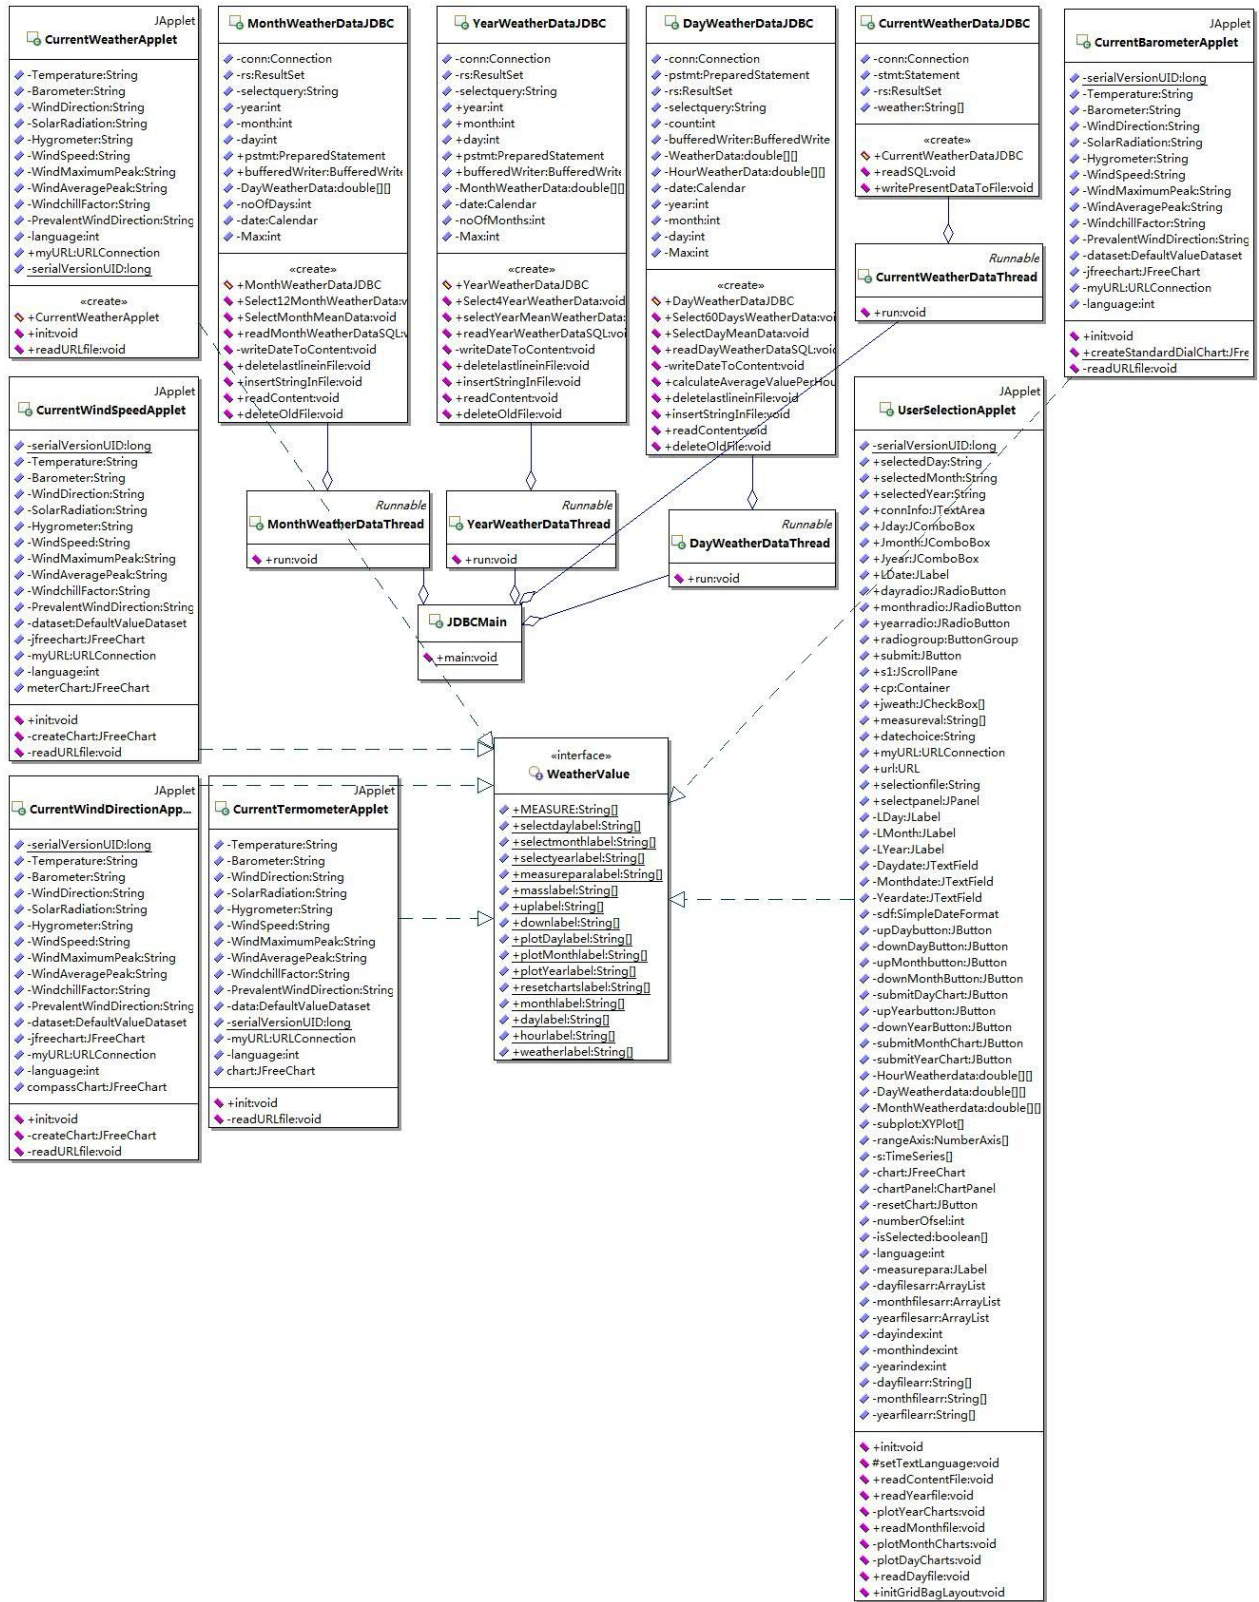 JApplet
CurrentWeatherApplet
-Temperature:String
-Barometer:String
-WindDirection:String
-SolarRadiation:String
-Hygrometer:String
-WindSpeed:String
-WindMaximumPeak:String
-WindAveragePeak:String
-WindchillFactor:String
-PrevalentWindDirection:String
-language:int
+myURL:URLConnection
-serialVersionUID:long
«create»
+CurrentWeatherApplet
+init:void
+readURLfile:void
MonthWeatherDataJDBC
-conn:Connection
-rs:ResultSet
-selectquery:String
-year:int
-month:int
-day:int
+pstmt:PreparedStatement
+bufferedWriter:BufferedWrite
-DayWeatherData:double[][]
-noOfDays:int
-date:Calendar
-Max:int
«create»
+MonthWeatherDataJDBC
+Select12MonthWeatherData:v
+SelectMonthMeanData:void
+readMonthWeatherDataSQL:v
-writeDateToContent:void
+deletelastlineinFile:void
+insertStringInFile:void
+readContent:void
+deleteOldFile:void
YearWeatherDataJDBC
-conn:Connection
-rs:ResultSet
-selectquery:String
+year:int
+month:int
+day:int
+pstmt:PreparedStatement
+bufferedWriter:BufferedWrite
-MonthWeatherData:double[][]
-date:Calendar
-noOfMonths:int
-Max:int
«create»
+YearWeatherDataJDBC
+Select4YearWeatherData:void
+selectYearMeanWeatherData:
+readYearWeatherDataSQL:voi
-writeDateToContent:void
+deletelastlineinFile:void
+insertStringInFile:void
+readContent:void
+deleteOldFile:void
DayWeatherDataJDBC
-conn:Connection
-pstmt:PreparedStatement
-rs:ResultSet
-selectquery:String
-count:int
-bufferedWriter:BufferedWrite
-WeatherData:double[][]
-HourWeatherData:double[][]
-date:Calendar
-year:int
-month:int
-day:int
-Max:int
«create»
+DayWeatherDataJDBC
+Select60DaysWeatherData:voi
+SelectDayMeanData:void
+readDayWeatherDataSQL:voic
-writeDateToContent:void
+calculateAverageValuePerHou
+deletelastlineinFile:void
+insertStringInFile:void
+readContent:void
+deleteOldFile:void
CurrentWeatherDataJDBC
-conn:Connection
-stmt:Statement
-rs:ResultSet
-weather:String[]
«create»
+CurrentWeatherDataJDBC
+readSQL:void
+writePresentDataToFile:void
JApplet
CurrentBarometerApplet
-serialVersionUID:long
-Temperature:String
-Barometer:String
-WindDirection:String
-SolarRadiation:String
-Hygrometer:String
-WindSpeed:String
-WindMaximumPeak:String
-WindAveragePeak:String
-WindchillFactor:String
-PrevalentWindDirection:String
-dataset:DefaultValueDataset
-jfreechart:JFreeChart
-myURL:URLConnection
-language:int
+init:void
+createStandardDialChart:JFre
-readURLfile:void
Runnable
CurrentWeatherDataThread
+run:void
JApplet
CurrentWindSpeedApplet
-serialVersionUID:long
-Temperature:String
-Barometer:String
-WindDirection:String
-SolarRadiation:String
-Hygrometer:String
-WindSpeed:String
-WindMaximumPeak:String
-WindAveragePeak:String
-WindchillFactor:String
-PrevalentWindDirection:String
-dataset:DefaultValueDataset
-jfreechart:JFreeChart
-myURL:URLConnection
-language:int
meterChart:JFreeChart
+init:void
-createChart:JFreeChart
-readURLfile:void
Runnable
MonthWeatherDataThread
+run:void
Runnable
YearWeatherDataThread
+run:void
Runnable
DayWeatherDataThread
+run:void
JDBCMain
+main:void
JApplet
UserSelectionApplet
-serialVersionUID:long
+selectedDay:String
+selectedMonth:String
+selectedYear:String
+connInfo:JTextArea
+Jday:JComboBox
+Jmonth:JComboBox
+Jyear:JComboBox
+LDate:JLabel
+dayradio:JRadioButton
+monthradio:JRadioButton
+yearradio:JRadioButton
+radiogroup:ButtonGroup
+submit:JButton
+s1:JScrollPane
+cp:Container
+jweath:JCheckBox[]
+measureval:String[]
+datechoice:String
+myURL:URLConnection
+url:URL
+selectionfile:String
+selectpanel:JPanel
-LDay:JLabel
-LMonth:JLabel
-LYear:JLabel
-Daydate:JTextField
-Monthdate:JTextField
-Yeardate:JTextField
-sdf:SimpleDateFormat
-upDaybutton:JButton
-downDayButton:JButton
-upMonthbutton:JButton
-downMonthButton:JButton
-submitDayChart:JButton
-upYearbutton:JButton
-downYearButton:JButton
-submitMonthChart:JButton
-submitYearChart:JButton
-HourWeatherdata:double[][]
-DayWeatherdata:double[][]
-MonthWeatherdata:double[][]
-subplot:XYPlot[]
-rangeAxis:NumberAxis[]
-s:TimeSeries[]
-chart:JFreeChart
-chartPanel:ChartPanel
-resetChart:JButton
-numberOfsel:int
-isSelected:boolean[]
-language:int
-measurepara:JLabel
-dayfilesarr:ArrayList
-monthfilesarr:ArrayList
-yearfilesarr:ArrayList
-dayindex:int
-monthindex:int
-yearindex:int
-dayfilearr:String[]
-monthfilearr:String[]
-yearfilearr:String[]
+init:void
#setTextLanguage:void
+readContentFile:void
+readYearfile:void
-plotYearCharts:void
+readMonthfile:void
-plotMonthCharts:void
-plotDayCharts:void
+readDayfile:void
+initGridBagLayout:void
«interface»
WeatherValue
+MEASURE:String[]
+selectdaylabel:String[]
+selectmonthlabel:String[]
+selectyearlabel:String[]
+measureparalabel:String[]
+masslabel:String[]
+uplabel:String[]
+downlabel:String[]
+plotDaylabel:String[]
+plotMonthlabel:String[]
+plotYearlabel:String[]
+resetchartslabel:String[]
+monthlabel:String[]
+daylabel:String[]
+hourlabel:String[]
+weatherlabel:String[]
JApplet
CurrentWindDirectionApp...
-serialVersionUID:long
-Temperature:String
-Barometer:String
-WindDirection:String
-SolarRadiation:String
-Hygrometer:String
-WindSpeed:String
-WindMaximumPeak:String
-WindAveragePeak:String
-WindchillFactor:String
-PrevalentWindDirection:String
-dataset:DefaultValueDataset
-jfreechart:JFreeChart
-myURL:URLConnection
-language:int
compassChart:JFreeChart
+init:void
-createChart:JFreeChart
-readURLfile:void
JApplet
CurrentTermometerApplet
-Temperature:String
-Barometer:String
-WindDirection:String
-SolarRadiation:String
-Hygrometer:String
-WindSpeed:String
-WindMaximumPeak:String
-WindAveragePeak:String
-WindchillFactor:String
-PrevalentWindDirection:String
-data:DefaultValueDataset
-serialVersionUID:long
-myURL:URLConnection
-language:int
chart:JFreeChart
+init:void
-readURLfile:void